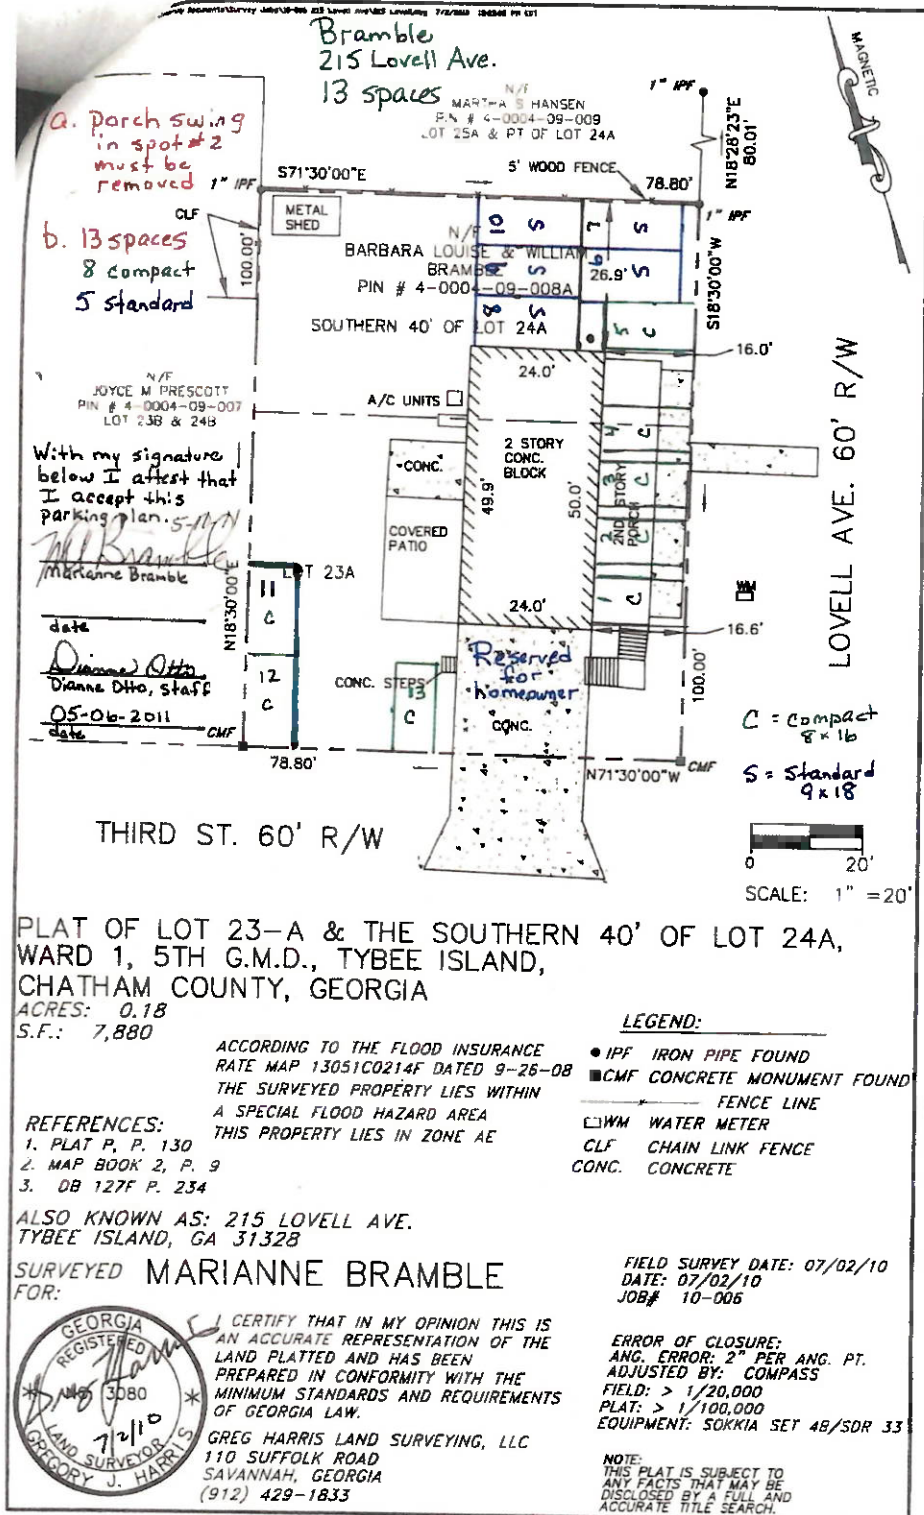 Bramble
215 Lovell Ave.
13 spaces
N/F
MARTHA S HANSEN
P.N # 4-0004-09-009
LOT 25A & PT OF LOT 24A
1" IPF
MAGNETIC
N18°28'23"E
80.01'
a. porch swing
in spot #2
must be
removed
1" IPF
S71°30'00"E
5' WOOD FENCE
78.80'
1" IPF
CLF
METAL
SHED
100.00'
b. 13 spaces
8 compact
5 standard
N/F
BARBARA LOUISE & WILLIAM
BRAMBLE
PIN # 4-0004-09-008A
SOUTHERN 40' OF LOT 24A
10 S
9 S
8 S
7 S
6 S
5 C
26.9'
S18°30'00"W
16.0'
24.0'
N/F
JOYCE M PRESCOTT
PIN # 4-0004-09-007
LOT 23B & 24B
A/C UNITS
2 STORY
CONC.
BLOCK
CONC.
49.9'
50.0'
2ND STORY
PORCH
4 C
3 C
2 C
1 C
COVERED
PATIO
LOVELL AVE. 60' R/W
WM
With my signature
below I attest that
I accept this
parking plan.
Marianne Bramble
date
Dianne Otto
Dianne Otto, staff
05-06-2011
date
CMF
N18°30'00"E
LOT 23A
11
C
12
C
24.0'
16.6'
100.00'
CONC. STEPS
13
C
Reserved
for
homeowner
CONC.
78.80'
N71°30'00"W
CMF
C = compact
8 x 16
S = Standard
9 x 18
THIRD ST. 60' R/W
0 20'
SCALE: 1" =20'
PLAT OF LOT 23-A & THE SOUTHERN 40' OF LOT 24A,
WARD 1, 5TH G.M.D., TYBEE ISLAND,
CHATHAM COUNTY, GEORGIA
ACRES: 0.18
S.F.: 7,880
ACCORDING TO THE FLOOD INSURANCE
RATE MAP 13051C0214F DATED 9-26-08
THE SURVEYED PROPERTY LIES WITHIN
A SPECIAL FLOOD HAZARD AREA
THIS PROPERTY LIES IN ZONE AE
LEGEND:
IPF IRON PIPE FOUND
CMF CONCRETE MONUMENT FOUND
FENCE LINE
WM WATER METER
CLF CHAIN LINK FENCE
CONC. CONCRETE
REFERENCES:
1. PLAT P, P. 130
2. MAP BOOK 2, P. 9
3. DB 127F P. 234
ALSO KNOWN AS: 215 LOVELL AVE.
TYBEE ISLAND, GA 31328
SURVEYED
FOR:
MARIANNE BRAMBLE
FIELD SURVEY DATE: 07/02/10
DATE: 07/02/10
JOB# 10-006
GEORGIA
REGISTERED
3080
7/2/10
LAND SURVEYOR
GREGORY J. HARRIS
I CERTIFY THAT IN MY OPINION THIS IS
AN ACCURATE REPRESENTATION OF THE
LAND PLATTED AND HAS BEEN
PREPARED IN CONFORMITY WITH THE
MINIMUM STANDARDS AND REQUIREMENTS
OF GEORGIA LAW.
GREG HARRIS LAND SURVEYING, LLC
110 SUFFOLK ROAD
SAVANNAH, GEORGIA
(912) 429-1833
ERROR OF CLOSURE:
ANG. ERROR: 2" PER ANG. PT.
ADJUSTED BY: COMPASS
FIELD: > 1/20,000
PLAT: > 1/100,000
EQUIPMENT: SOKKIA SET 4B/SDR 33
NOTE:
THIS PLAT IS SUBJECT TO
ANY FACTS THAT MAY BE
DISCLOSED BY A FULL AND
ACCURATE TITLE SEARCH.